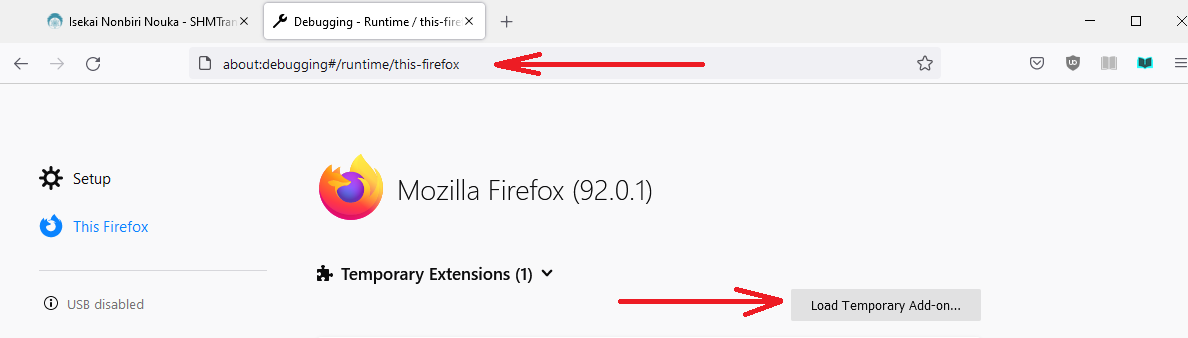 Isekai Nonbiri Nouka - SHMTran
Debugging - Runtime / this-fire
about:debugging#/runtime/this-firefox
Setup
Mozilla Firefox (92.0.1)
This Firefox
Temporary Extensions (1)
USB disabled
Load Temporary Add-on...